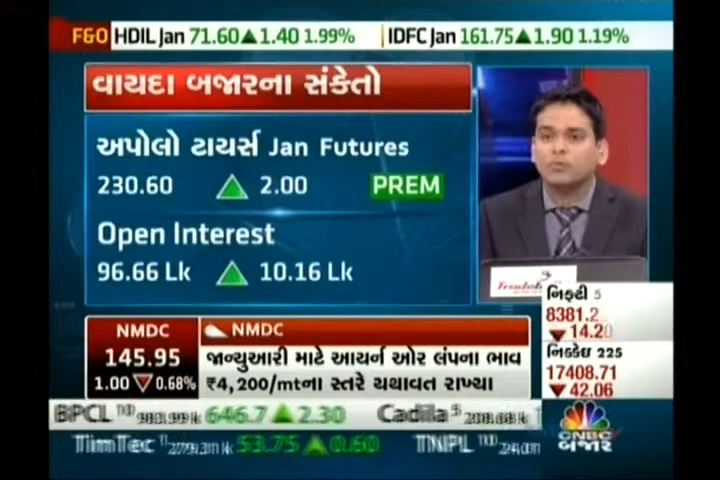 F&O HDIL Jan 71.60▲1.40 1.99% IDFC Jan 161.75▲1.90 1.19%
વાયદા બજારના સંકેતો
અપોલો ટાયર્સ Jan Futures
230.60 ▲ 2.00 PREM
Open Interest
96.66 Lk ▲ 10.16 Lk
નિફ્ટી
8381.2
▼14.20
NMDC
145.95
1.00▼0.68%
NMDC
જાન્યુઆરી માટે આયર્ન ઓર લંપના ભાવ
₹4,200/mtના સ્તરે યથાવત રાખ્યા
નિક્કેઇ 225
17408.71
▼42.06
BPCL 646.7▲2.30 Cadila
TimTec 53.75▲0.60 TNPL
CNBC
બજાર